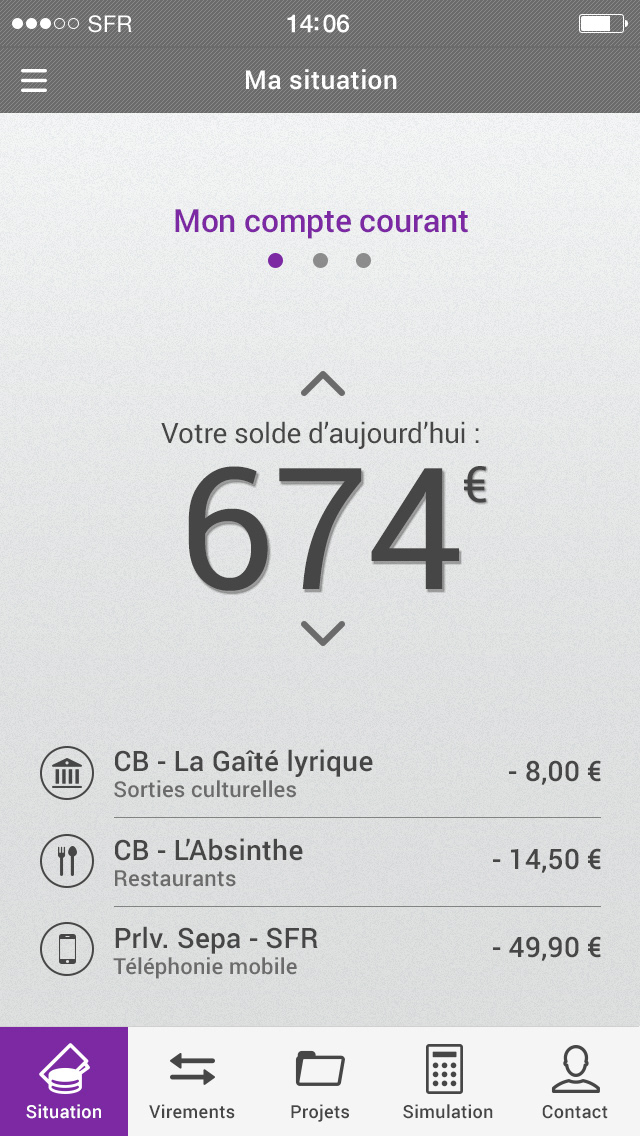 SFR 14:06
Ma situation
Mon compte courant
Votre solde d’aujourd’hui :
674 €
CB - La Gaîté lyrique - 8,00 €
Sorties culturelles
CB - L’Absinthe - 14,50 €
Restaurants
Prlv. Sepa - SFR - 49,90 €
Téléphonie mobile
Situation Virements Projets Simulation Contact